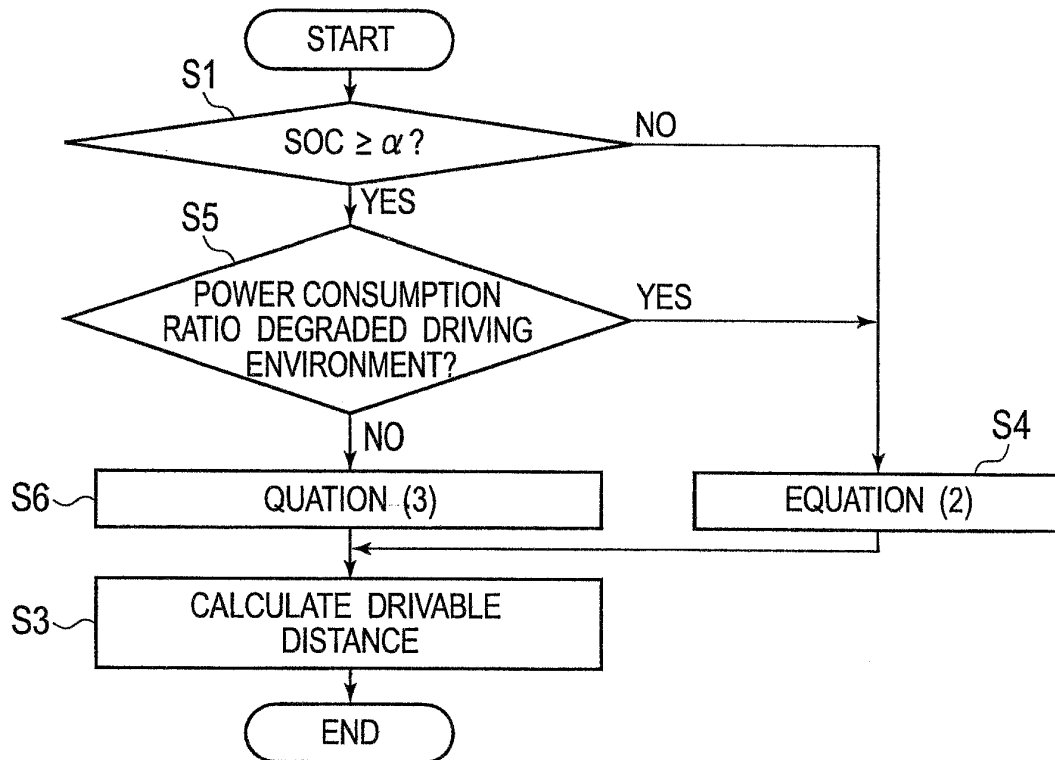 START
S1
SOC ≥ α?
NO
YES
S5
POWER CONSUMPTION
RATIO DEGRADED DRIVING
ENVIRONMENT?
YES
NO
S4
S6
QUATION (3)
EQUATION (2)
S3
CALCULATE DRIVABLE
DISTANCE
END